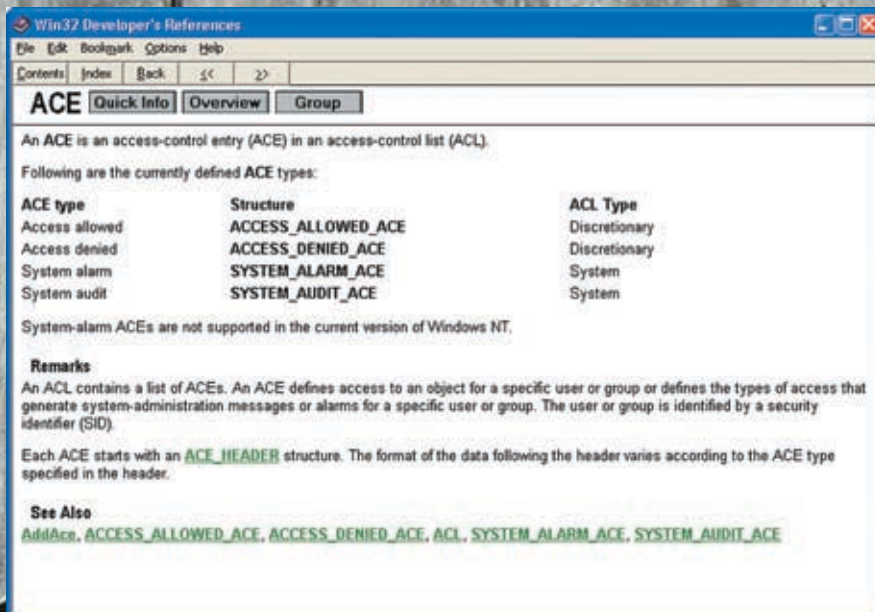 Win32 Developer's References
File Edit Bookmark Options Help
Contents Index Back << >>
ACE Quick Info Overview Group
An ACE is an access-control entry (ACE) in an access-control list (ACL).
Following are the currently defined ACE types:
ACE type Structure ACL Type
Access allowed ACCESS_ALLOWED_ACE Discretionary
Access denied ACCESS_DENIED_ACE Discretionary
System alarm SYSTEM_ALARM_ACE System
System audit SYSTEM_AUDIT_ACE System
System-alarm ACEs are not supported in the current version of Windows NT.
Remarks
An ACL contains a list of ACEs. An ACE defines access to an object for a specific user or group or defines the types of access that
generate system-administration messages or alarms for a specific user or group. The user or group is identified by a security
identifier (SID).
Each ACE starts with an ACE_HEADER structure. The format of the data following the header varies according to the ACE type
specified in the header.
See Also
AddAce, ACCESS_ALLOWED_ACE, ACCESS_DENIED_ACE, ACL, SYSTEM_ALARM_ACE, SYSTEM_AUDIT_ACE